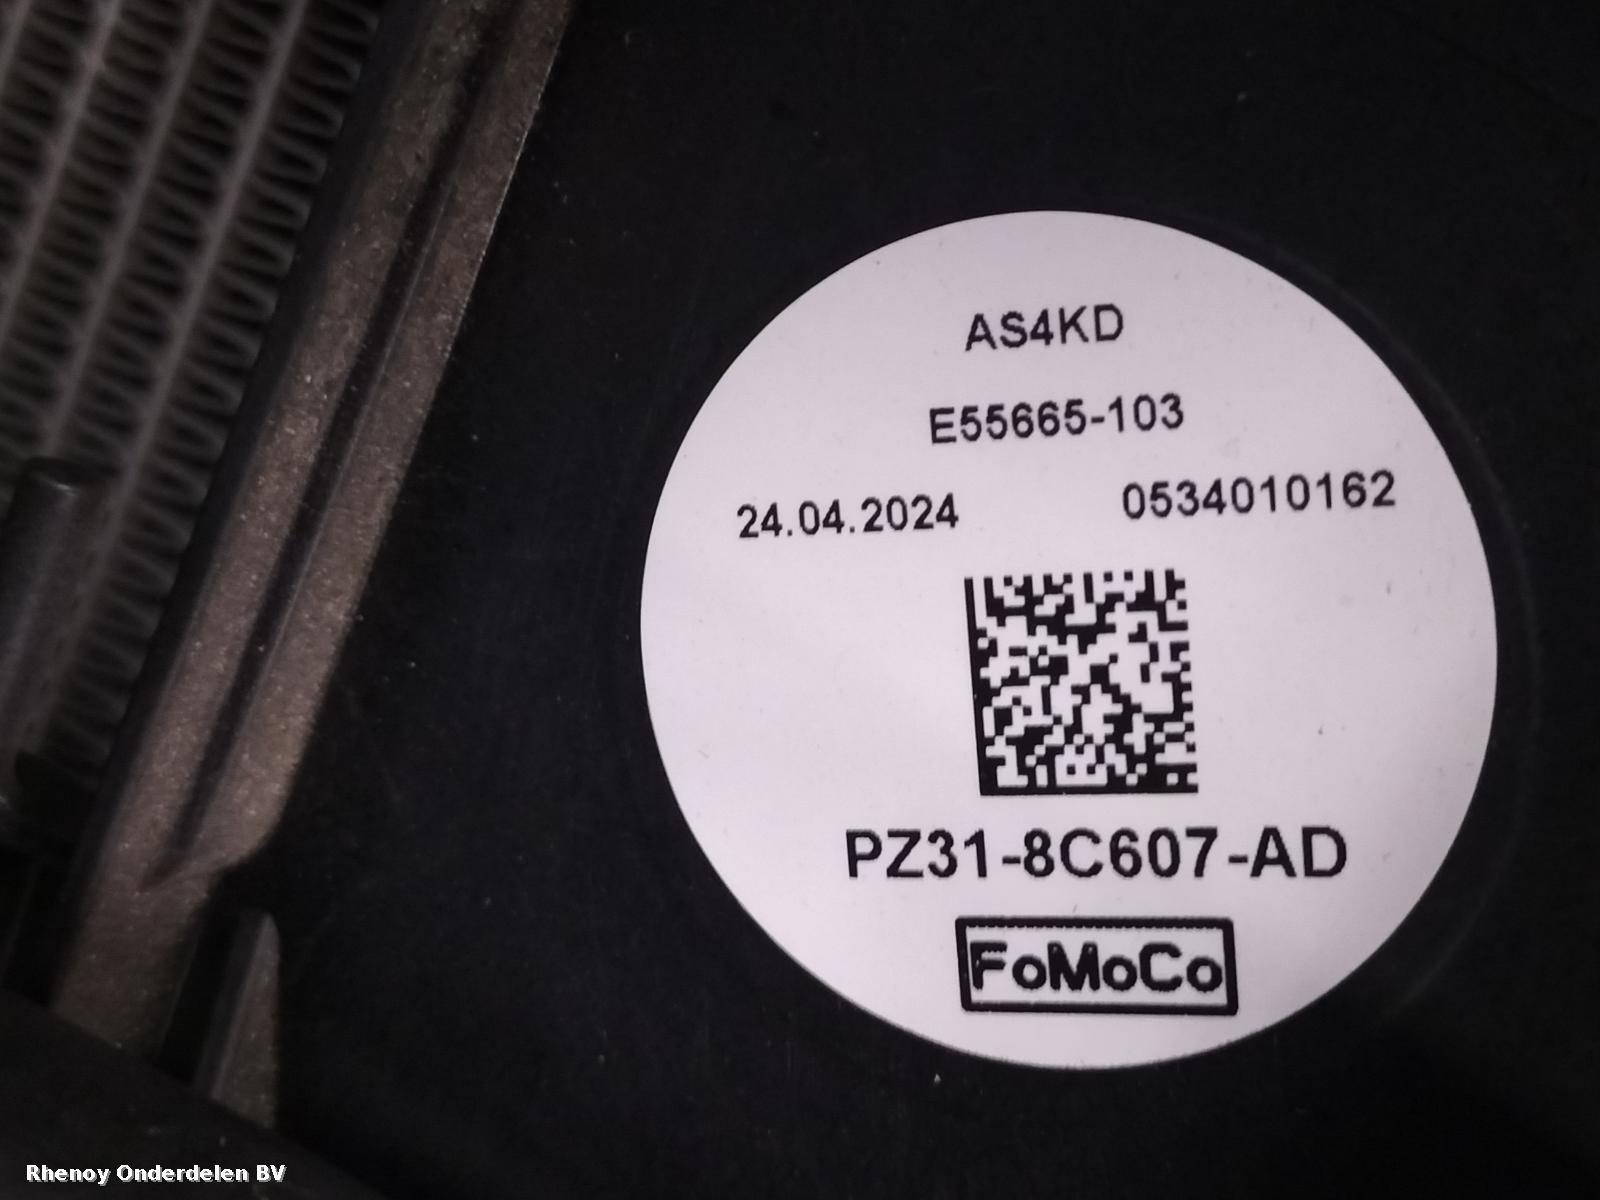 AS4KD
E55665-103
24.04.2024 0534010162
PZ31-8C607-AD
FoMoCo
Rhenoy Onderdelen BV